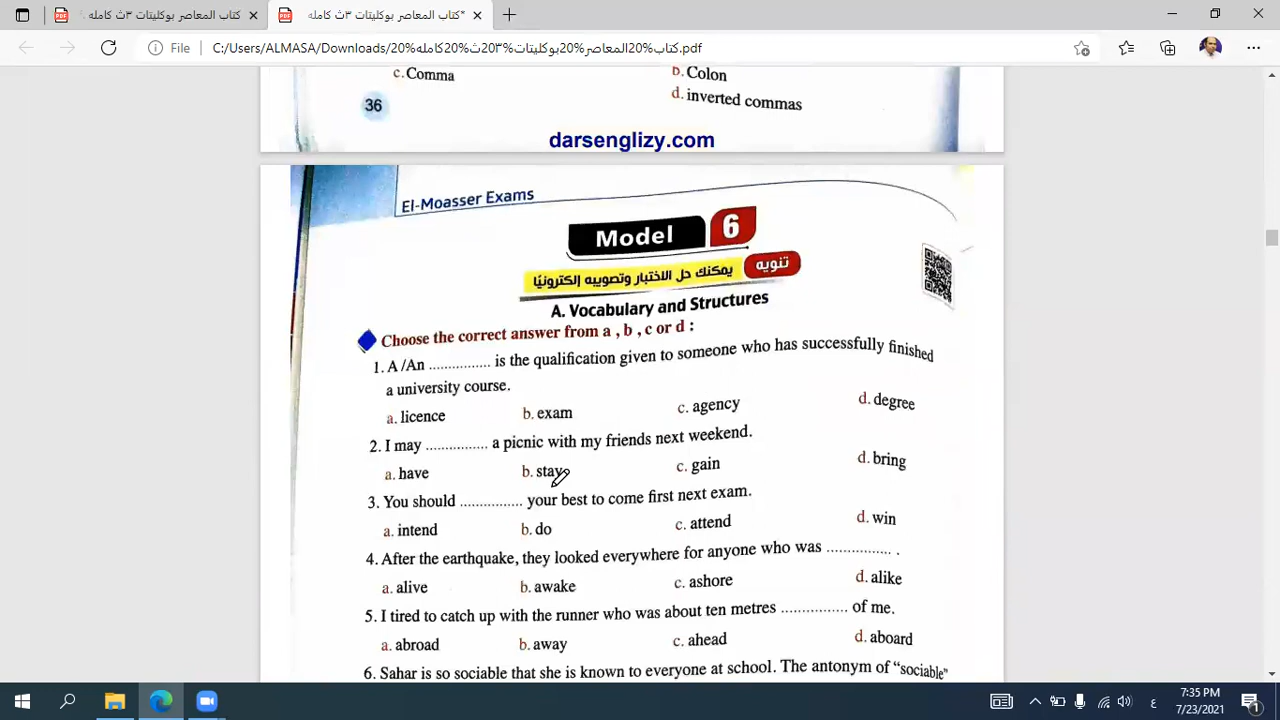 كتاب المعاصر بوكليتات ٣ث كامله
كتاب المعاصر بوكليتات ٣ث كامله*
File
C:/Users/ALMASA/Downloads/كتاب%20المعاصر%20بوكليتات%20٣ث%20كامله.pdf
c. Comma
b. Colon
d. inverted commas
36
darsenglizy.com
El-Moasser Exams
Model 6
تنويه يمكنك حل الاختبار وتصويبه إلكترونيًا
A. Vocabulary and Structures
Choose the correct answer from a , b , c or d :
1. A /An ............... is the qualification given to someone who has successfully finished
a university course.
a. licence b. exam c. agency d. degree
2. I may ............... a picnic with my friends next weekend.
a. have b. stay c. gain d. bring
3. You should ............... your best to come first next exam.
a. intend b. do c. attend d. win
4. After the earthquake, they looked everywhere for anyone who was ............... .
a. alive b. awake c. ashore d. alike
5. I tired to catch up with the runner who was about ten metres ............... of me.
a. abroad b. away c. ahead d. aboard
6. Sahar is so sociable that she is known to everyone at school. The antonym of “sociable”
ع
7:35 PM
7/23/2021
1